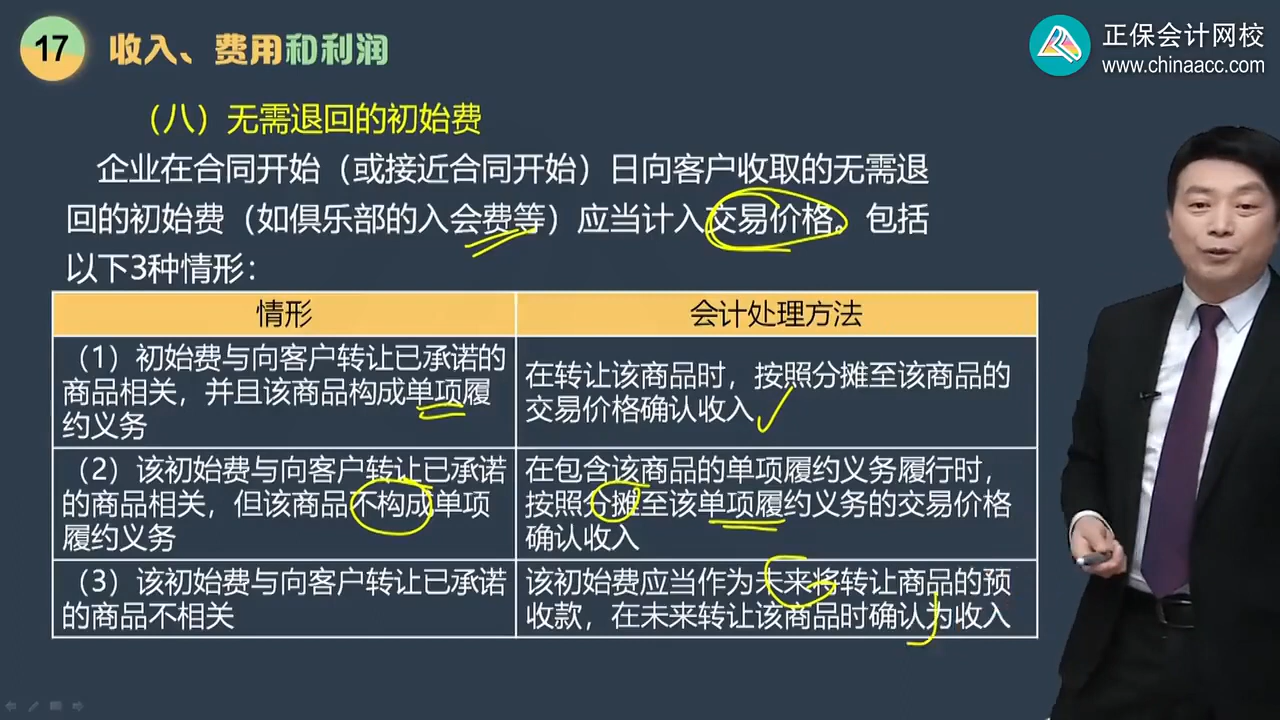 17 收入、费用和利润
正保会计网校
www.chinaacc.com
（八）无需退回的初始费
企业在合同开始（或接近合同开始）日向客户收取的无需退
回的初始费（如俱乐部的入会费等）应当计入交易价格。包括
以下3种情形：
情形
会计处理方法
（1）初始费与向客户转让已承诺的
商品相关，并且该商品构成单项履
约义务
在转让该商品时，按照分摊至该商品的
交易价格确认收入
（2）该初始费与向客户转让已承诺
的商品相关，但该商品不构成单项
履约义务
在包含该商品的单项履约义务履行时，
按照分摊至该单项履约义务的交易价格
确认收入
（3）该初始费与向客户转让已承诺
的商品不相关
该初始费应当作为未来将转让商品的预
收款，在未来转让该商品时确认为收入